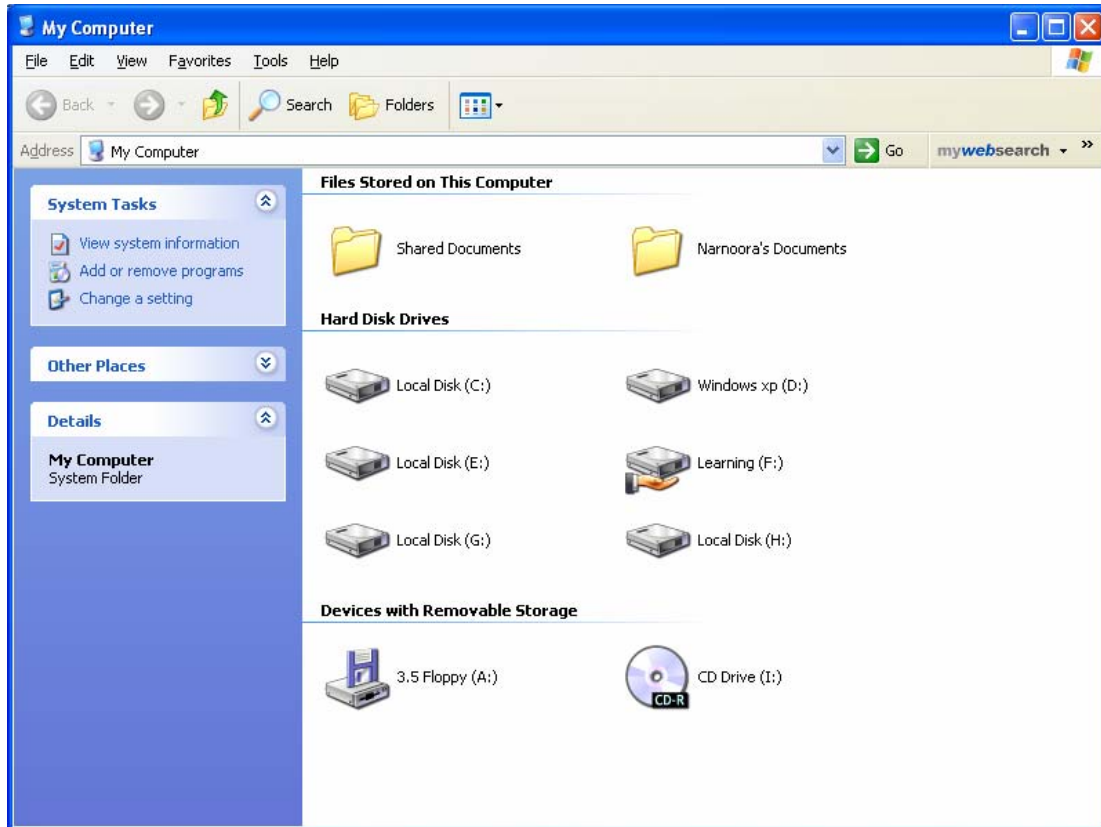 My Computer
File Edit View Favorites Tools Help
Back Search Folders
Address My Computer Go mywebsearch »
System Tasks
View system information
Add or remove programs
Change a setting
Other Places
Details
My Computer
System Folder
Files Stored on This Computer
Shared Documents Narnoora's Documents
Hard Disk Drives
Local Disk (C:) Windows xp (D:)
Local Disk (E:) Learning (F:)
Local Disk (G:) Local Disk (H:)
Devices with Removable Storage
3.5 Floppy (A:) CD Drive (I:)
CD-R